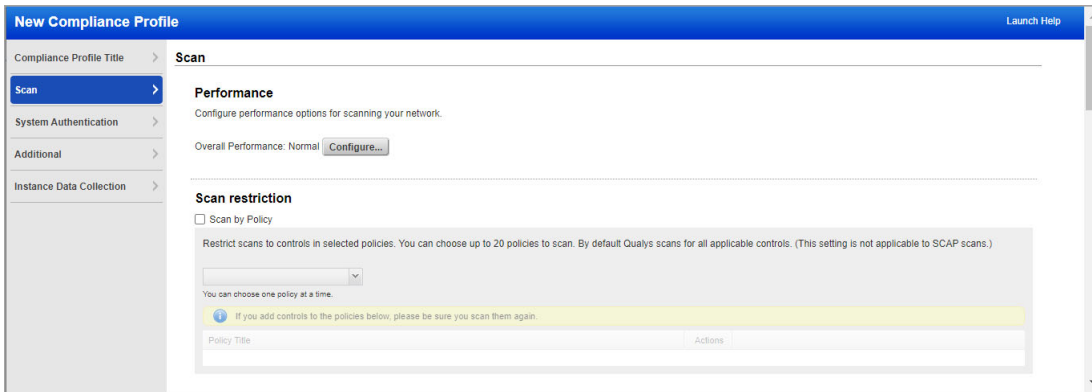 New Compliance Profile
Launch Help
Compliance Profile Title
Scan
System Authentication
Additional
Instance Data Collection
Scan
Performance
Configure performance options for scanning your network.
Overall Performance: Normal Configure...
Scan restriction
Scan by Policy
Restrict scans to controls in selected policies. You can choose up to 20 policies to scan. By default Qualys scans for all applicable controls. (This setting is not applicable to SCAP scans.)
You can choose one policy at a time.
If you add controls to the policies below, please be sure you scan them again.
Policy Title Actions